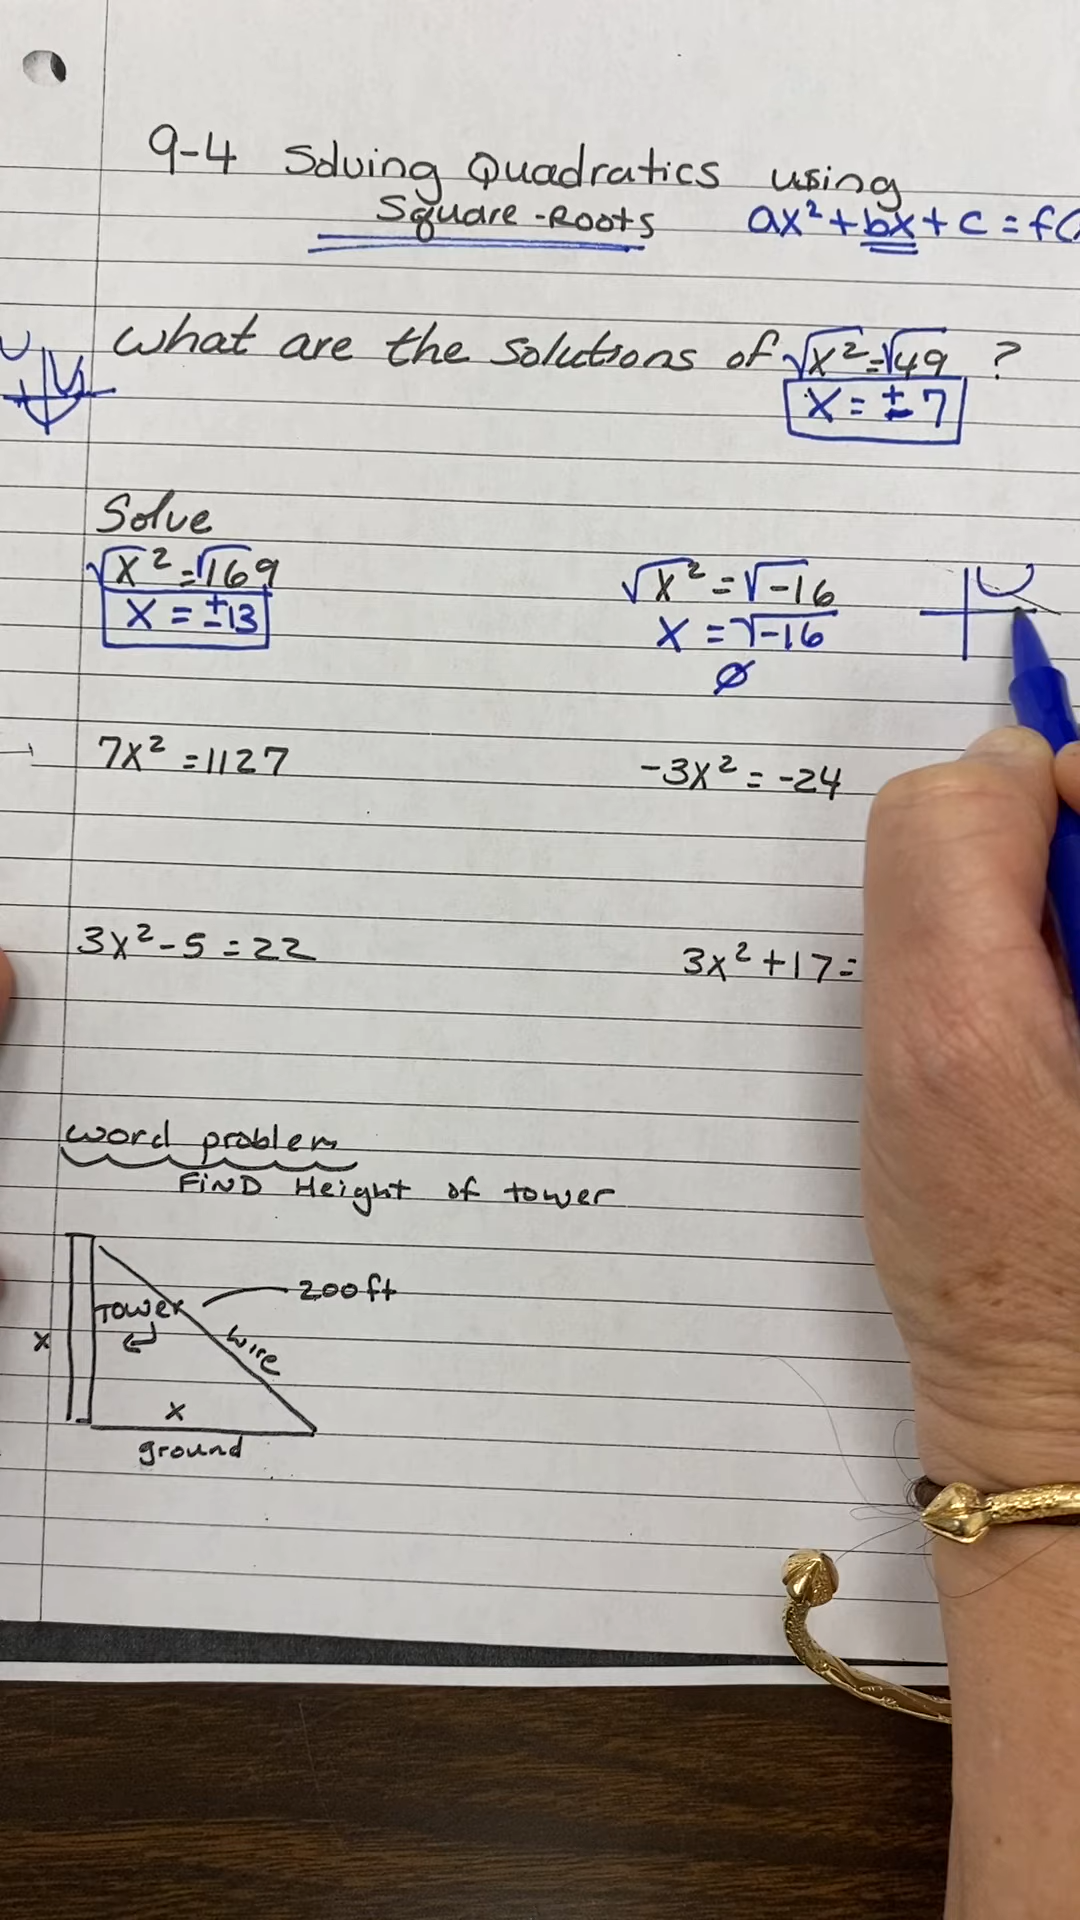 9-4 Solving Quadratics using
Square-Roots ax²+bx+c=f(
What are the solutions of √x²=√49 ?
x = ±7
Solve
√x²=√169 √x²=√-16
x = ±13 x = √-16
∅
7x²=1127 -3x²=-24
3x²-5=22 3x²+17=
word problem
FIND Height of tower
200ft
TOWER
x wire
x
ground